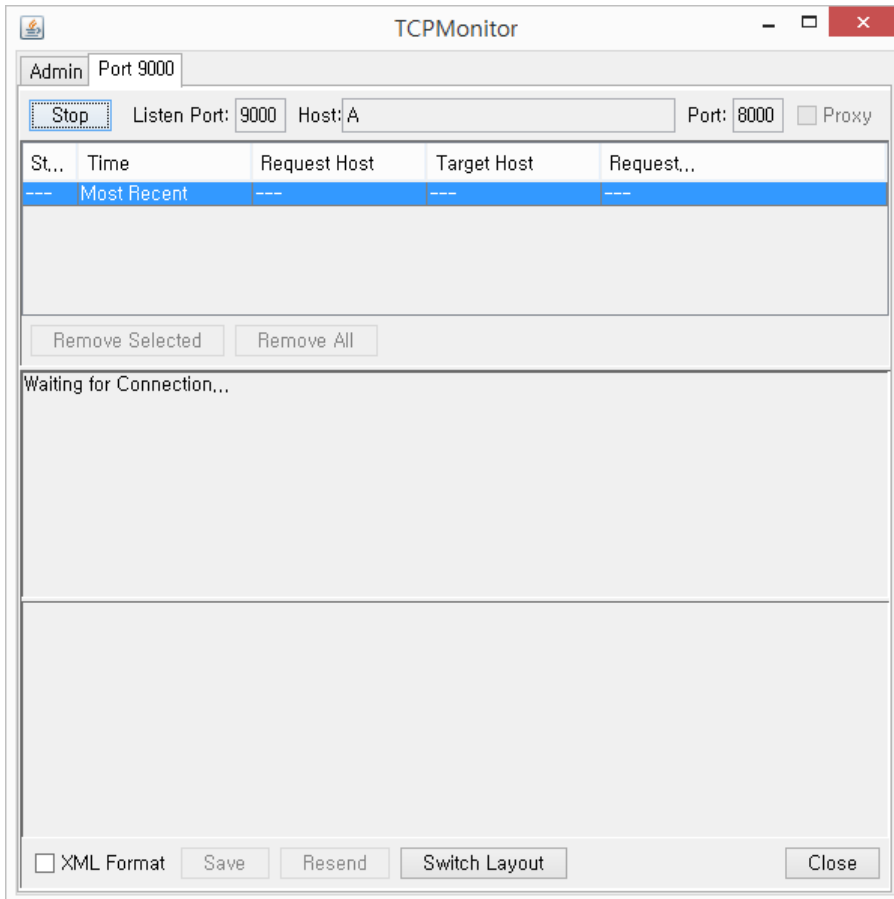 TCPMonitor
Admin Port 9000
Stop Listen Port: 9000 Host: A Port: 8000 Proxy
St... Time Request Host Target Host Request...
--- Most Recent --- --- ---
Remove Selected Remove All
Waiting for Connection...
XML Format Save Resend Switch Layout Close